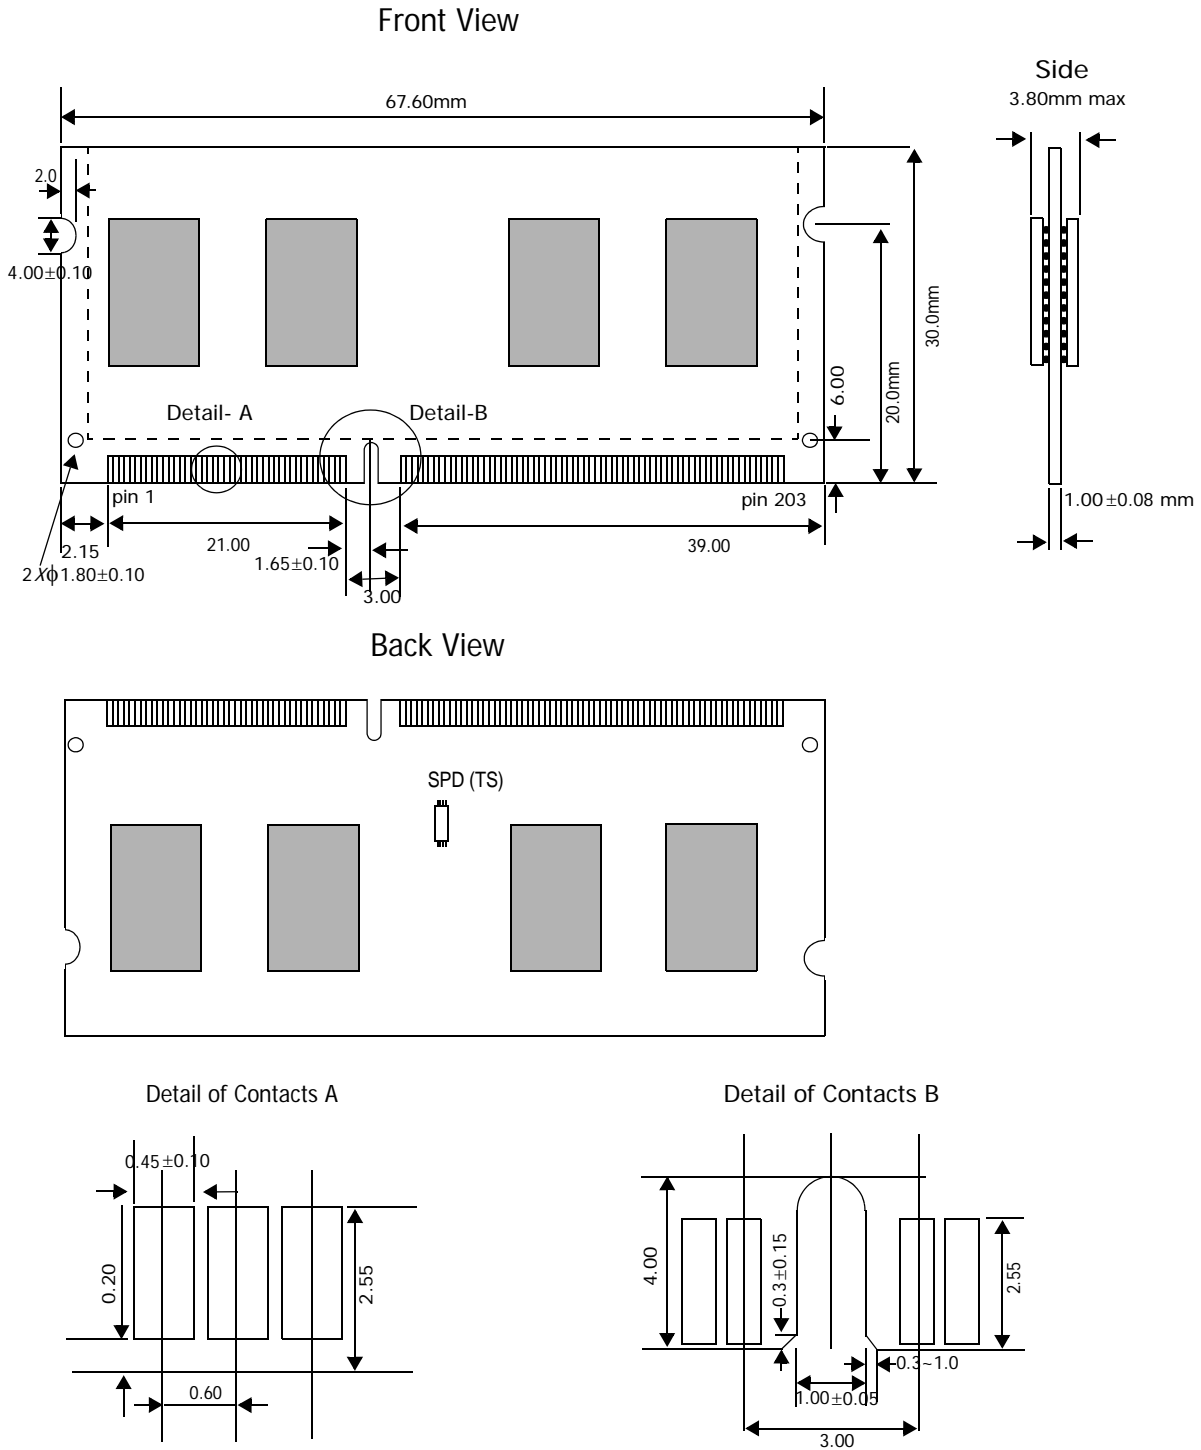 Front View
Side
3.80mm max
67.60mm
2.0
4.00±0.10
30.0mm
20.0mm
6.00
Detail- A
Detail-B
pin 1
pin 203
1.00±0.08 mm
2.15
21.00
1.65±0.10
39.00
2Xϕ1.80±0.10
3.00
Back View
SPD (TS)
Detail of Contacts A
Detail of Contacts B
0.45±0.10
0.20
2.55
0.60
4.00
0.3±0.15
2.55
0.3~1.0
1.00±0.05
3.00